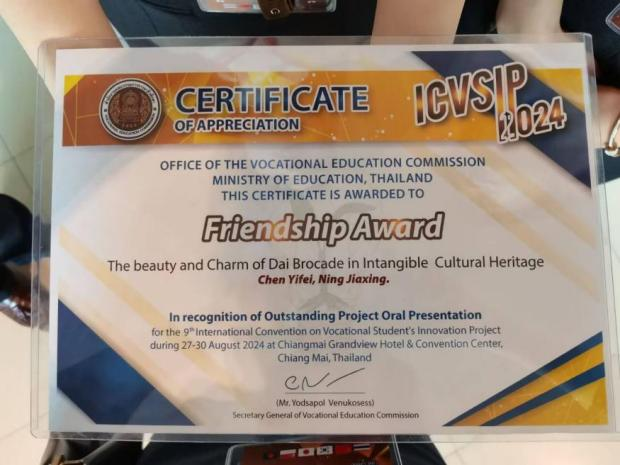 CERTIFICATE
OF APPRECIATION
ICVSIP
2024
OFFICE OF THE VOCATIONAL EDUCATION COMMISSION
MINISTRY OF EDUCATION, THAILAND
THIS CERTIFICATE IS AWARDED TO
Friendship Award
The beauty and Charm of Dai Brocade in Intangible Cultural Heritage
Chen Yifei, Ning Jiaxing.
In recognition of Outstanding Project Oral Presentation
for the 9th International Convention on Vocational Student's Innovation Project
during 27-30 August 2024 at Chiangmai Grandview Hotel & Convention Center,
Chiang Mai, Thailand
(Mr. Yodsapol Venukosess)
Secretary General of Vocational Education Commission